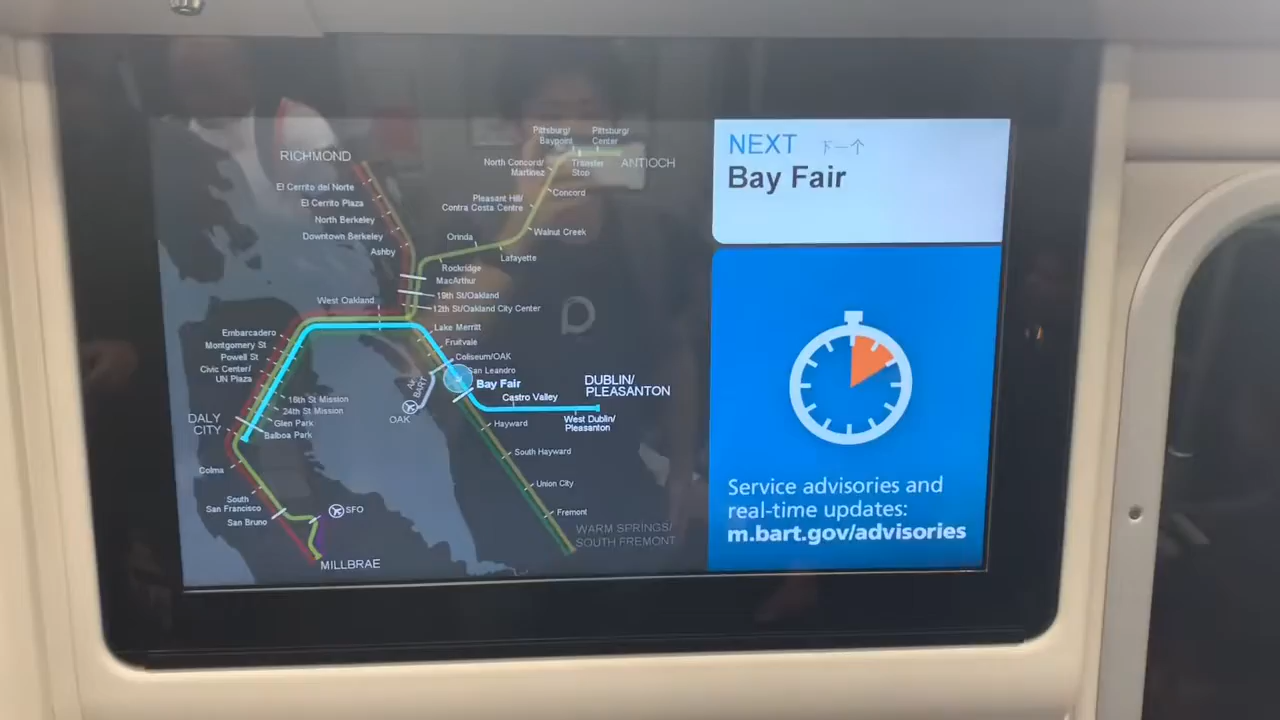 RICHMOND
El Cerrito del Norte
El Cerrito Plaza
North Berkeley
Downtown Berkeley
Ashby
Pittsburg/
Baypoint
Pittsburg/
Center
Transfer
Stop
ANTIOCH
North Concord/
Martinez
Concord
Pleasant Hill/
Contra Costa Centre
Walnut Creek
Orinda
Lafayette
Rockridge
MacArthur
19th St/Oakland
12th St/Oakland City Center
West Oakland
Lake Merritt
Fruitvale
Coliseum/OAK
San Leandro
Bay Fair
Castro Valley
DUBLIN/
PLEASANTON
West Dublin/
Pleasanton
Air
BART
OAK
Embarcadero
Montgomery St
Powell St
Civic Center/
UN Plaza
16th St Mission
24th St Mission
Glen Park
Balboa Park
DALY
CITY
Colma
South
San Francisco
San Bruno
SFO
MILLBRAE
Hayward
South Hayward
Union City
Fremont
WARM SPRINGS/
SOUTH FREMONT
NEXT 下一个
Bay Fair
Service advisories and
real-time updates:
m.bart.gov/advisories